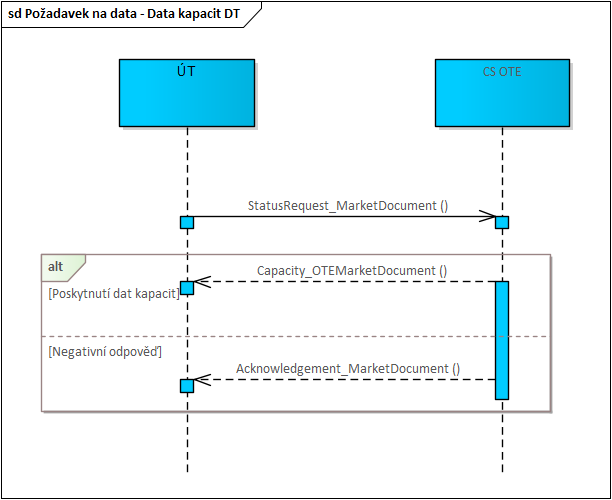 sd Požadavek na data - Data kapacit DT
ÚT
CS OTE
StatusRequest_MarketDocument ()
alt
Capacity_OTEMarketDocument ()
[Poskytnutí dat kapacit]
[Negativní odpověď]
Acknowledgement_MarketDocument ()